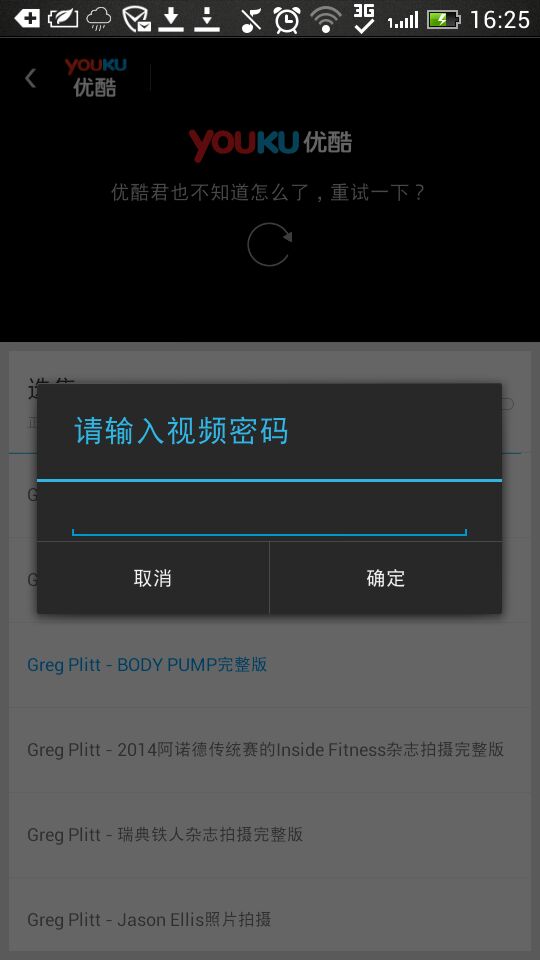 3G
16:25
YOUKU
优酷
YOUKU优酷
优酷君也不知道怎么了，重试一下？
选集
请输入视频密码
取消
确定
Greg Plitt - BODY PUMP完整版
Greg Plitt - 2014阿诺德传统赛的Inside Fitness杂志拍摄完整版
Greg Plitt - 瑞典铁人杂志拍摄完整版
Greg Plitt - Jason Ellis照片拍摄